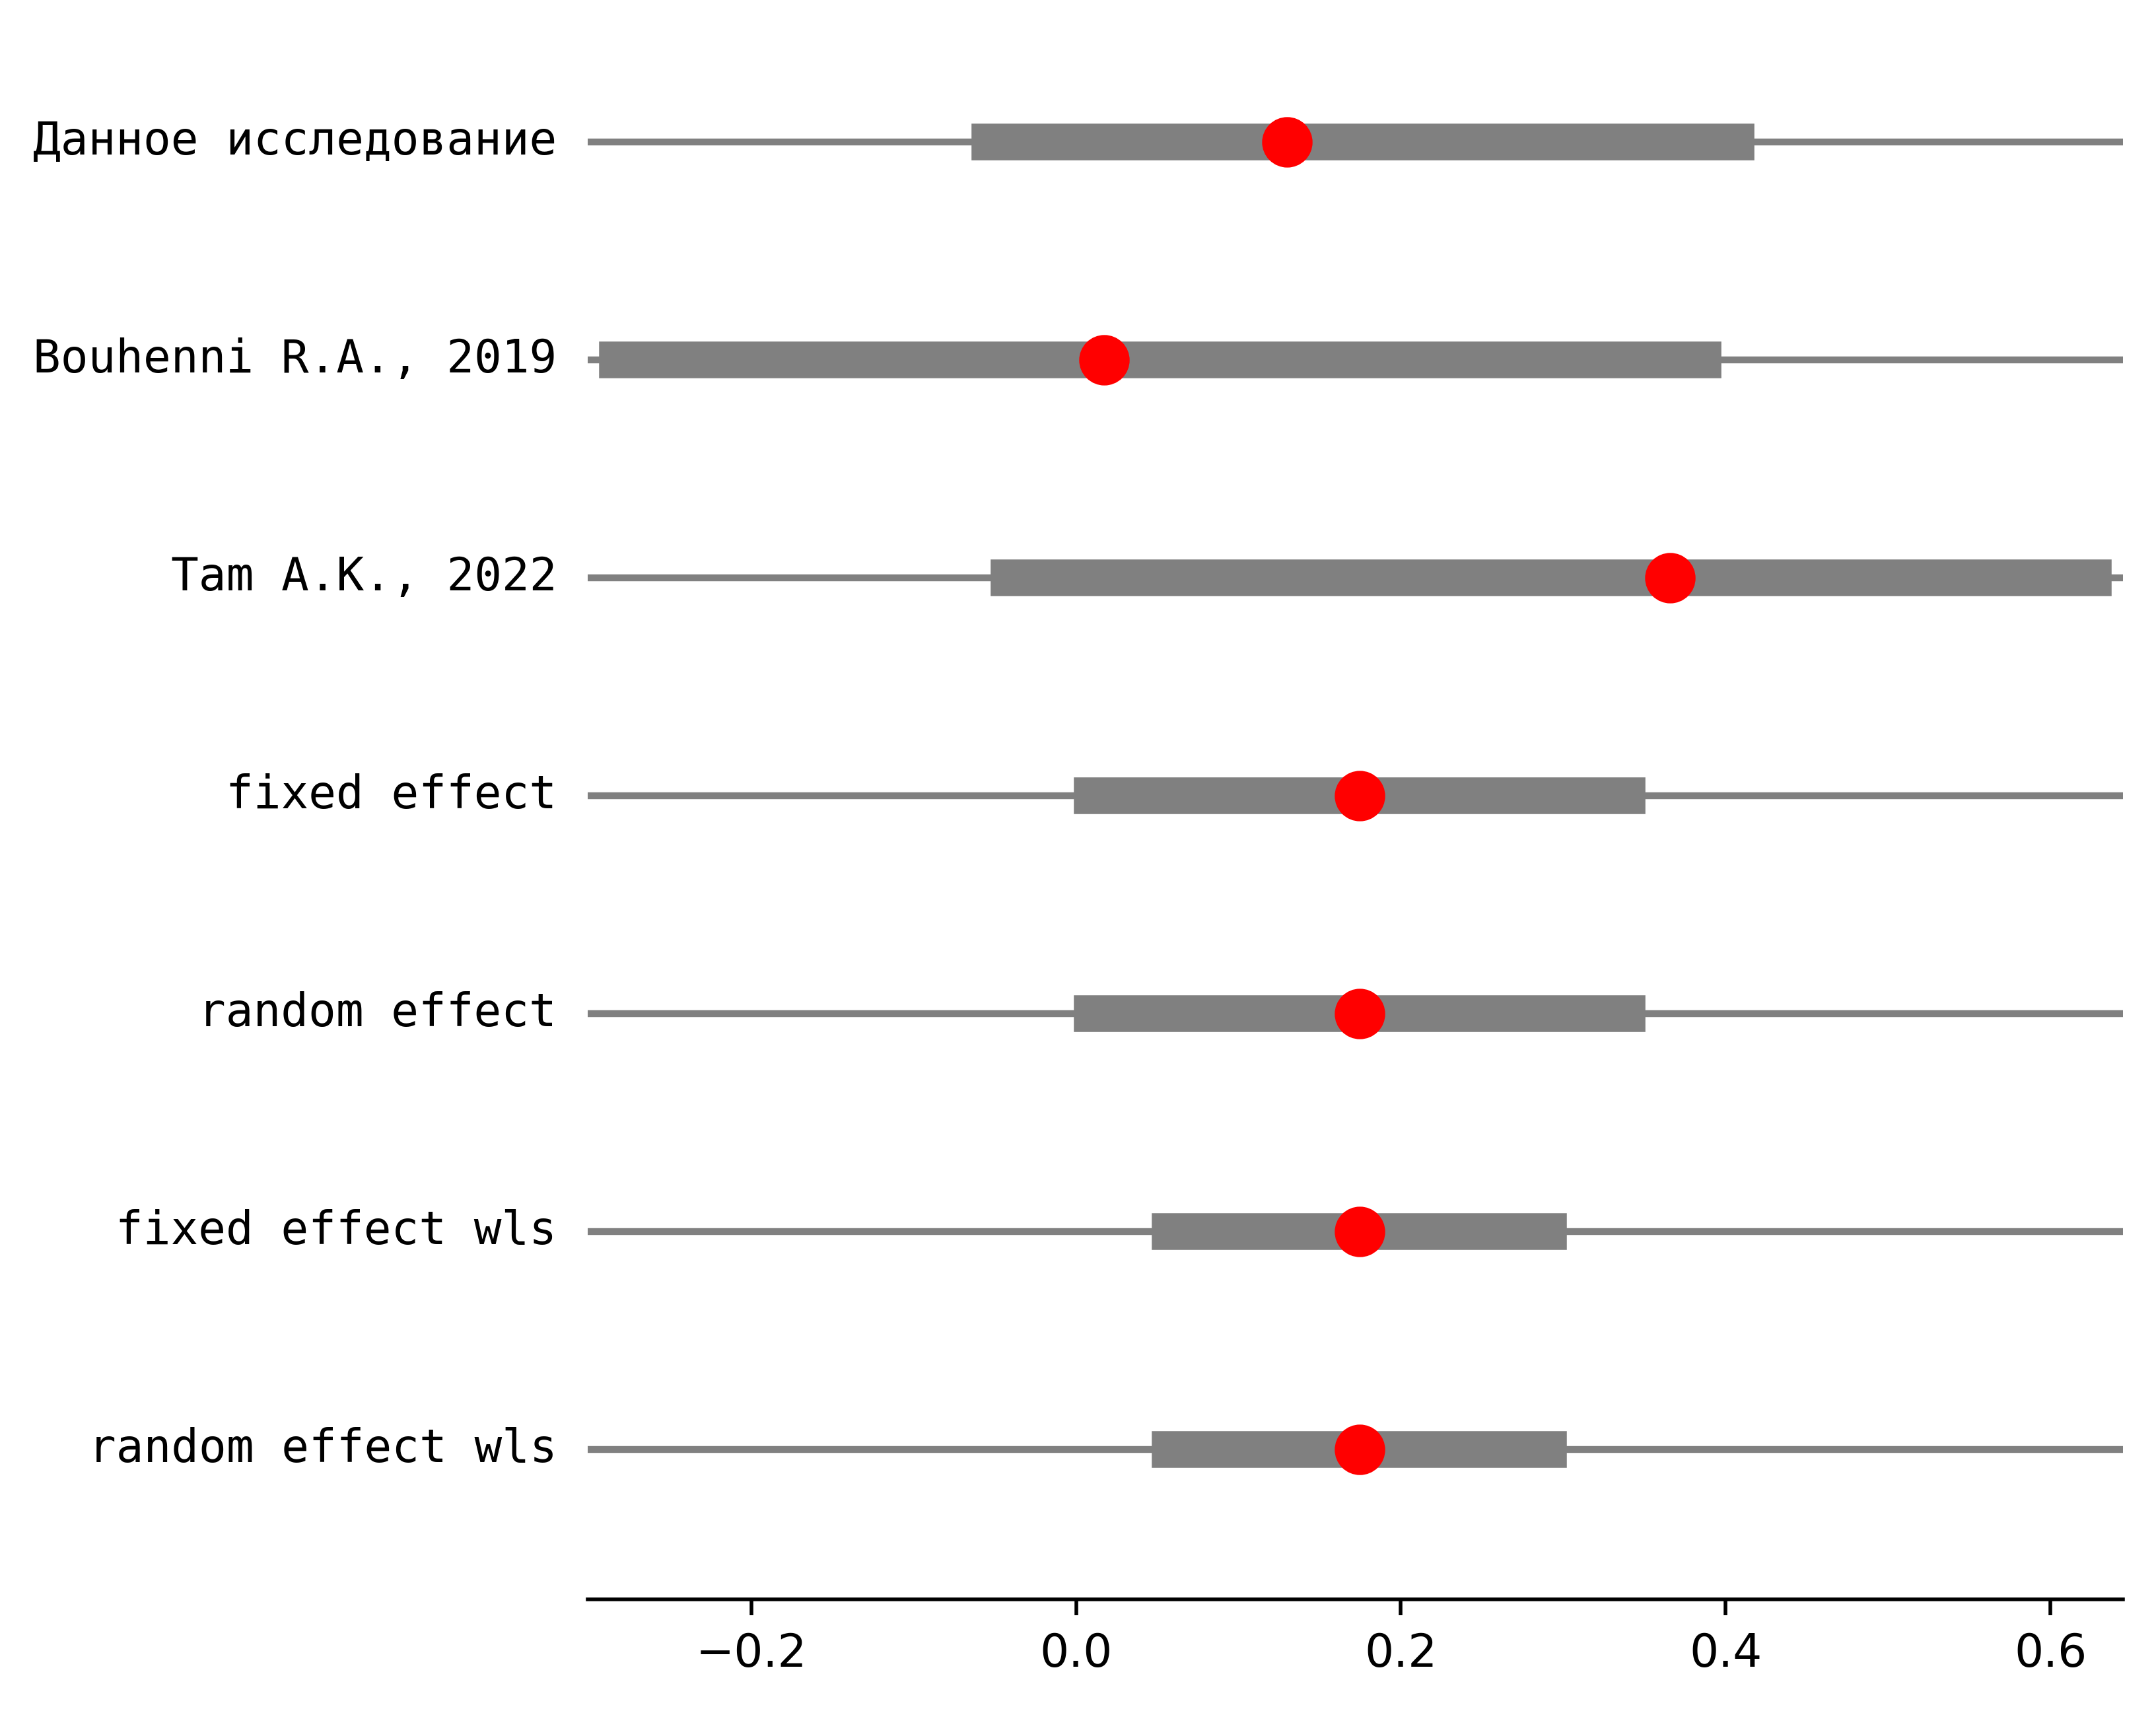 Данное исследование
Bouhenni R.A., 2019
Tam A.K., 2022
fixed effect
random effect
fixed effect wls
random effect wls
−0.2 0.0 0.2 0.4 0.6